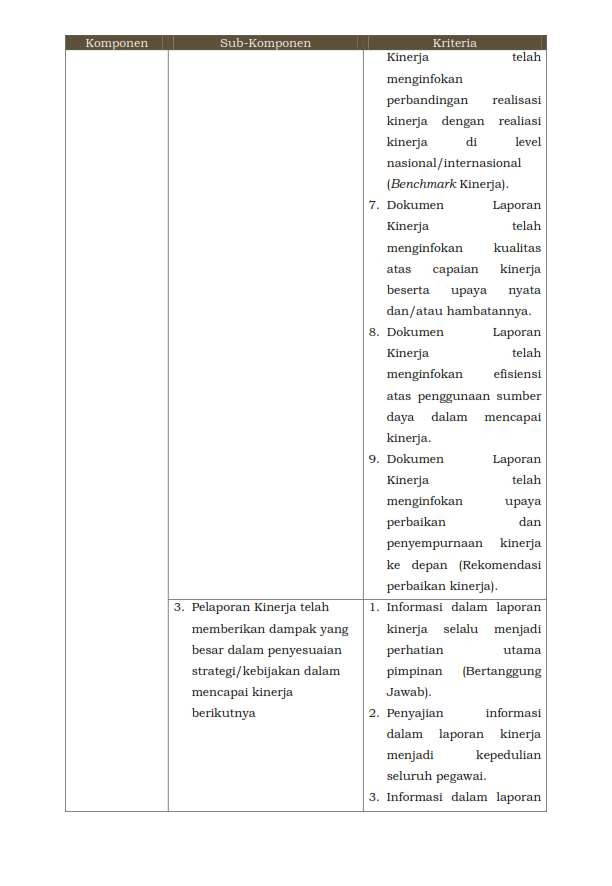 Komponen Sub-Komponen Kriteria
Kinerja telah
menginfokan
perbandingan realisasi
kinerja dengan realiasi
kinerja di level
nasional/internasional
(Benchmark Kinerja).
7. Dokumen Laporan
Kinerja telah
menginfokan kualitas
atas capaian kinerja
beserta upaya nyata
dan/atau hambatannya.
8. Dokumen Laporan
Kinerja telah
menginfokan efisiensi
atas penggunaan sumber
daya dalam mencapai
kinerja.
9. Dokumen Laporan
Kinerja telah
menginfokan upaya
perbaikan dan
penyempurnaan kinerja
ke depan (Rekomendasi
perbaikan kinerja).
3. Pelaporan Kinerja telah
memberikan dampak yang
besar dalam penyesuaian
strategi/kebijakan dalam
mencapai kinerja
berikutnya
1. Informasi dalam laporan
kinerja selalu menjadi
perhatian utama
pimpinan (Bertanggung
Jawab).
2. Penyajian informasi
dalam laporan kinerja
menjadi kepedulian
seluruh pegawai.
3. Informasi dalam laporan